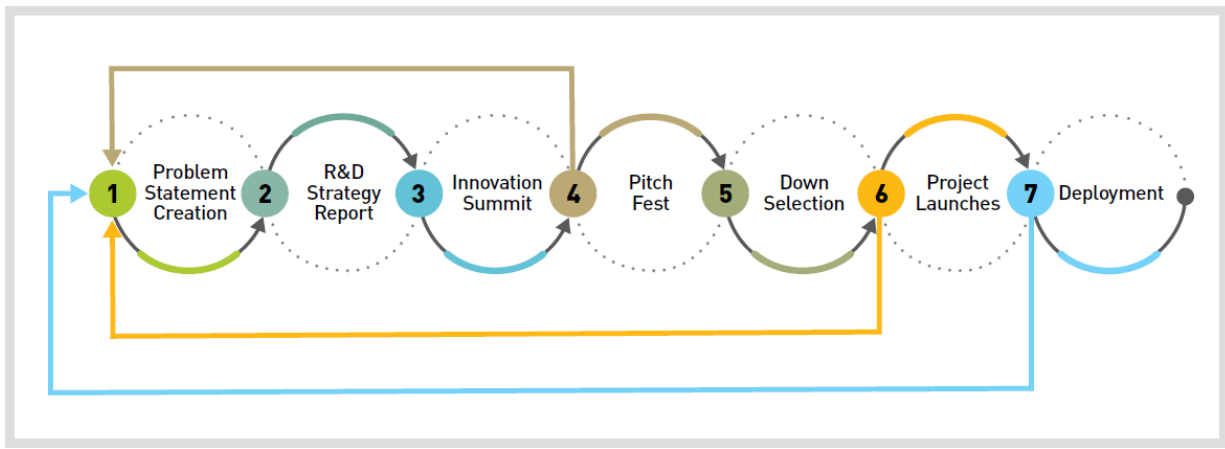 1
Problem
Statement
Creation
2
R&D
Strategy
Report
3
Innovation
Summit
4
Pitch
Fest
5
Down
Selection
6
Project
Launches
7
Deployment